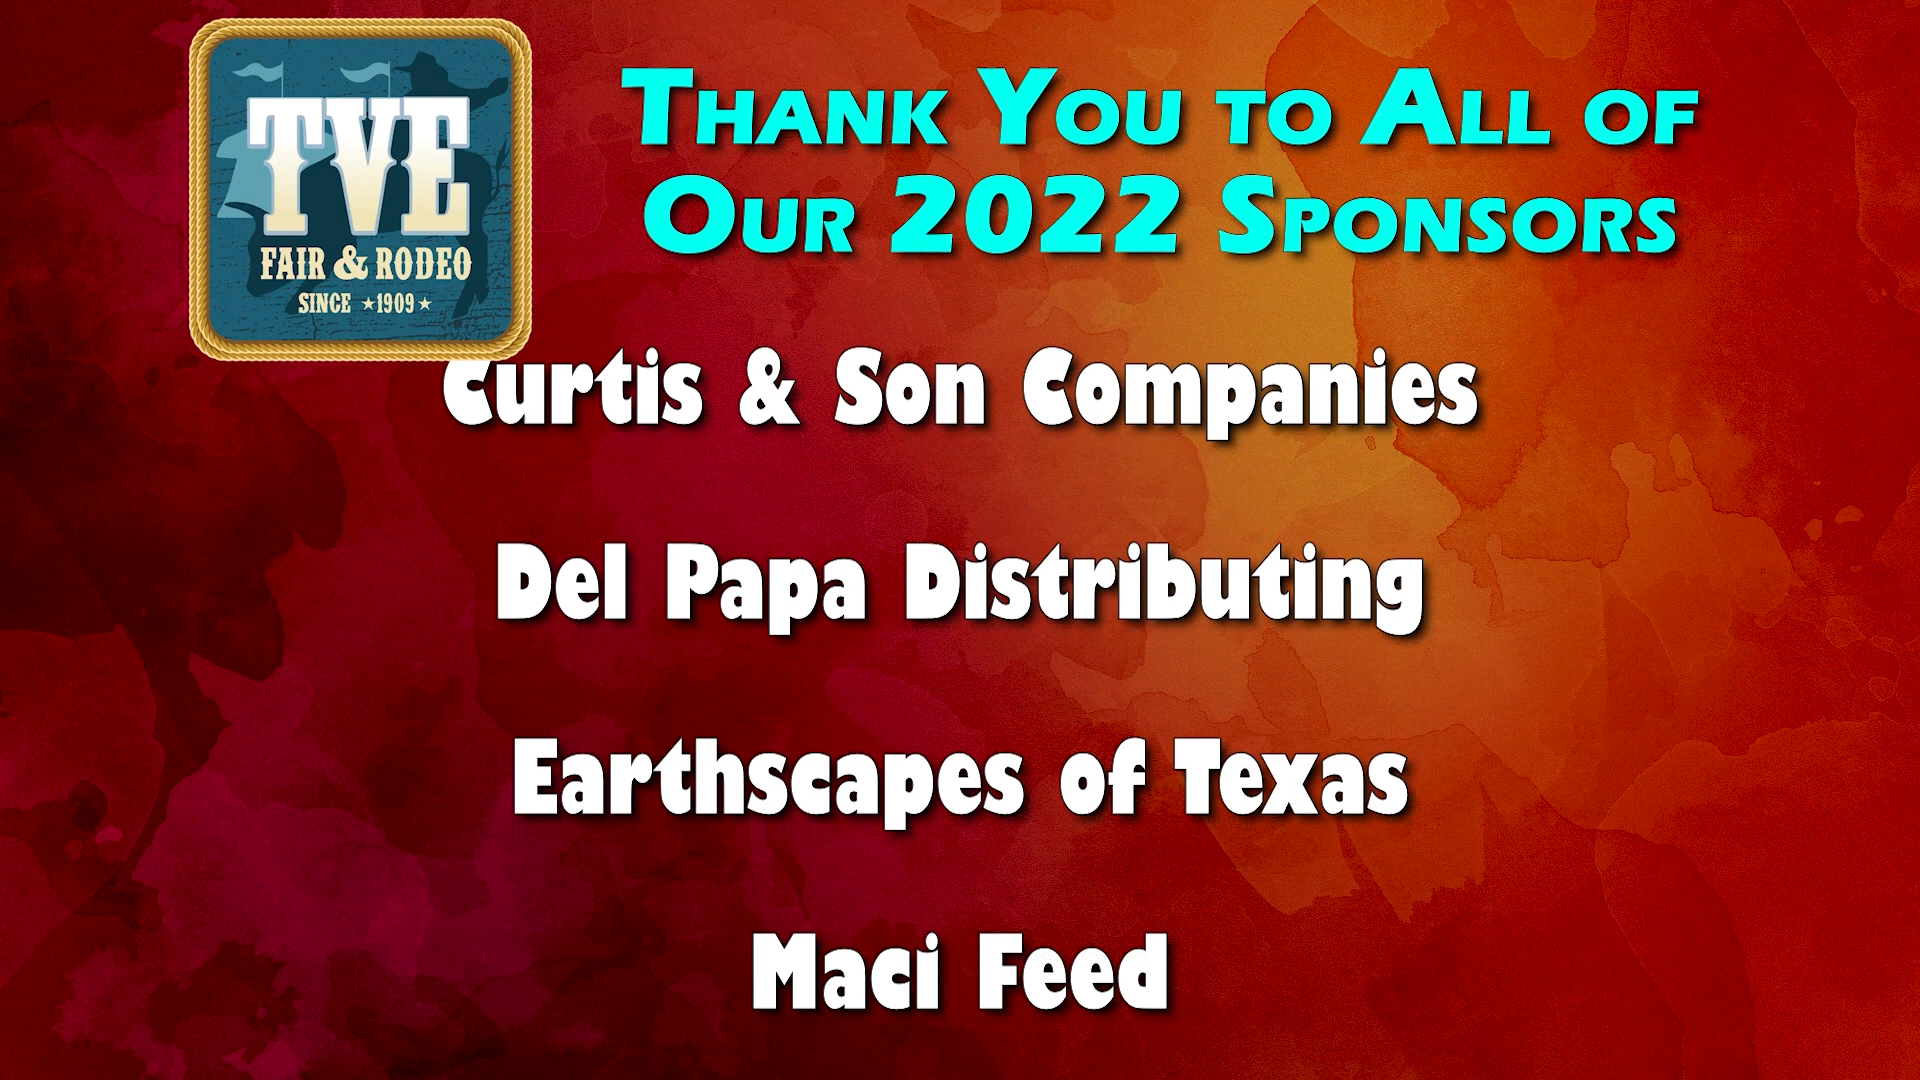 TVE
FAIR & RODEO
SINCE ★1909★
THANK YOU TO ALL OF
OUR 2022 SPONSORS
Curtis & Son Companies
Del Papa Distributing
Earthscapes of Texas
Maci Feed